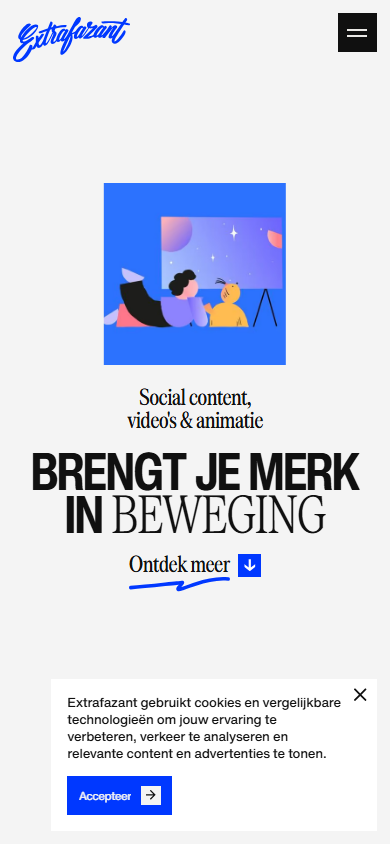 Extrafazant
Social content,
video's & animatie
BRENGT JE MERK
IN BEWEGING
Ontdek meer
Extrafazant gebruikt cookies en vergelijkbare
technologieën om jouw ervaring te
verbeteren, verkeer te analyseren en
relevante content en advertenties te tonen.
Accepteer